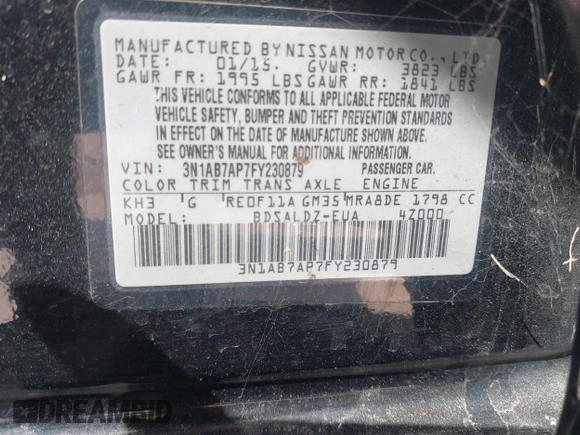 MANUFACTURED BY NISSAN MOTOR CO., LTD.
DATE: 01/15. GVWR: 3823 LBS
GAWR FR: 1995 LBS GAWR RR: 1841 LBS
THIS VEHICLE CONFORMS TO ALL APPLICABLE FEDERAL MOTOR
VEHICLE SAFETY, BUMPER AND THEFT PREVENTION STANDARDS
IN EFFECT ON THE DATE OF MANUFACTURE SHOWN ABOVE.
SEE OWNER'S MANUAL FOR ADDITIONAL INFORMATION.
VIN: 3N1AB7AP7FY230879 PASSENGER CAR.
COLOR TRIM TRANS AXLE ENGINE
KH3 G RE0F11A GM35 MRA8DE 1798 CC
MODEL: BDSALDZ-EUA 4Z000
3N1AB7AP7FY230879
DREAMBID